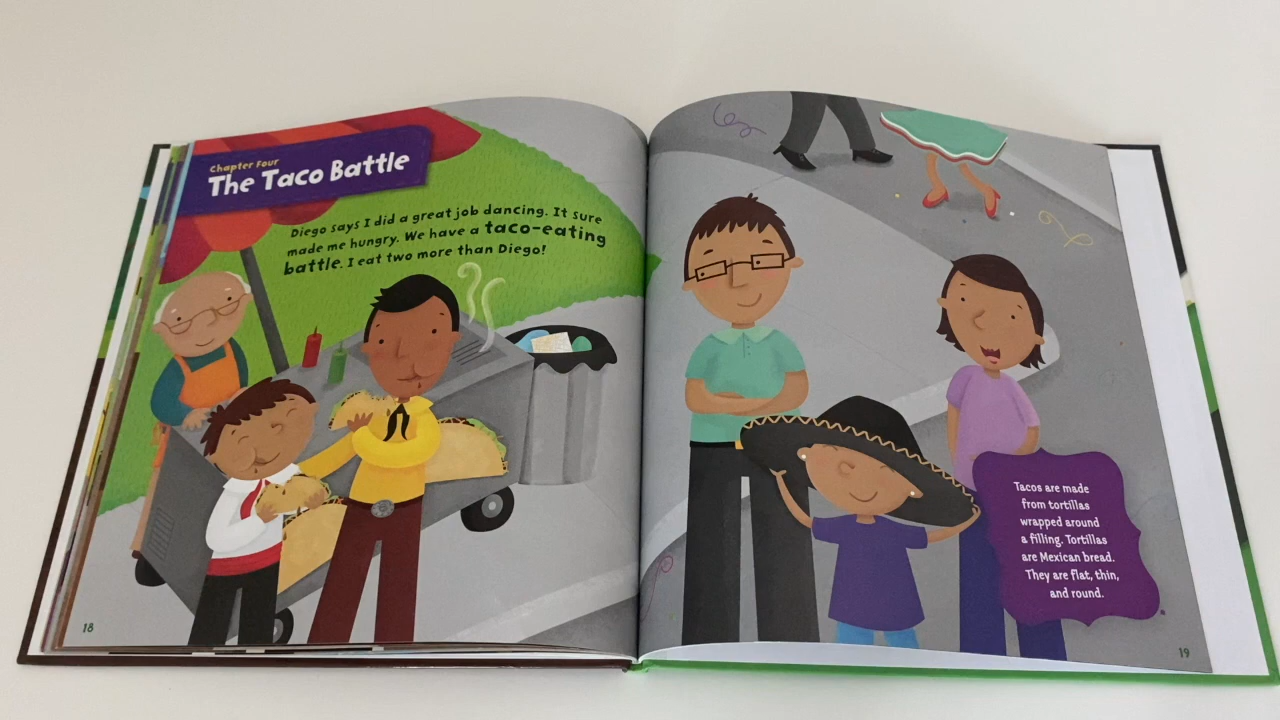 Chapter Four
The Taco Battle
Diego says I did a great job dancing. It sure
made me hungry. We have a taco-eating
battle. I eat two more than Diego!
18
Tacos are made
from tortillas
wrapped around
a filling. Tortillas
are Mexican bread.
They are flat, thin,
and round.
19